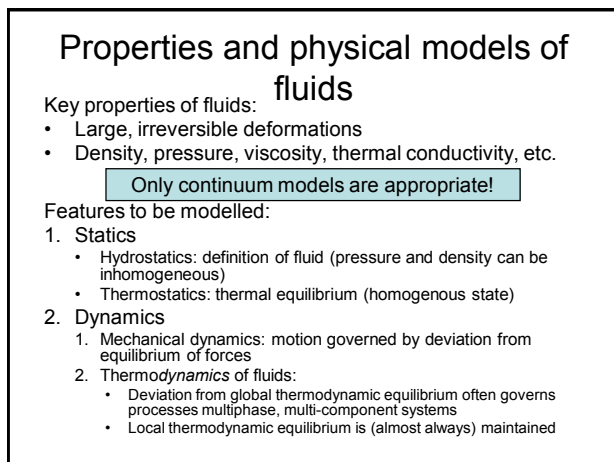 Properties and physical models of
fluids
Key properties of fluids:
• Large, irreversible deformations
• Density, pressure, viscosity, thermal conductivity, etc.
Only continuum models are appropriate!
Features to be modelled:
1. Statics
• Hydrostatics: definition of fluid (pressure and density can be
inhomogeneous)
• Thermostatics: thermal equilibrium (homogenous state)
2. Dynamics
1. Mechanical dynamics: motion governed by deviation from
equilibrium of forces
2. Thermodynamics of fluids:
• Deviation from global thermodynamic equilibrium often governs
processes multiphase, multi-component systems
• Local thermodynamic equilibrium is (almost always) maintained